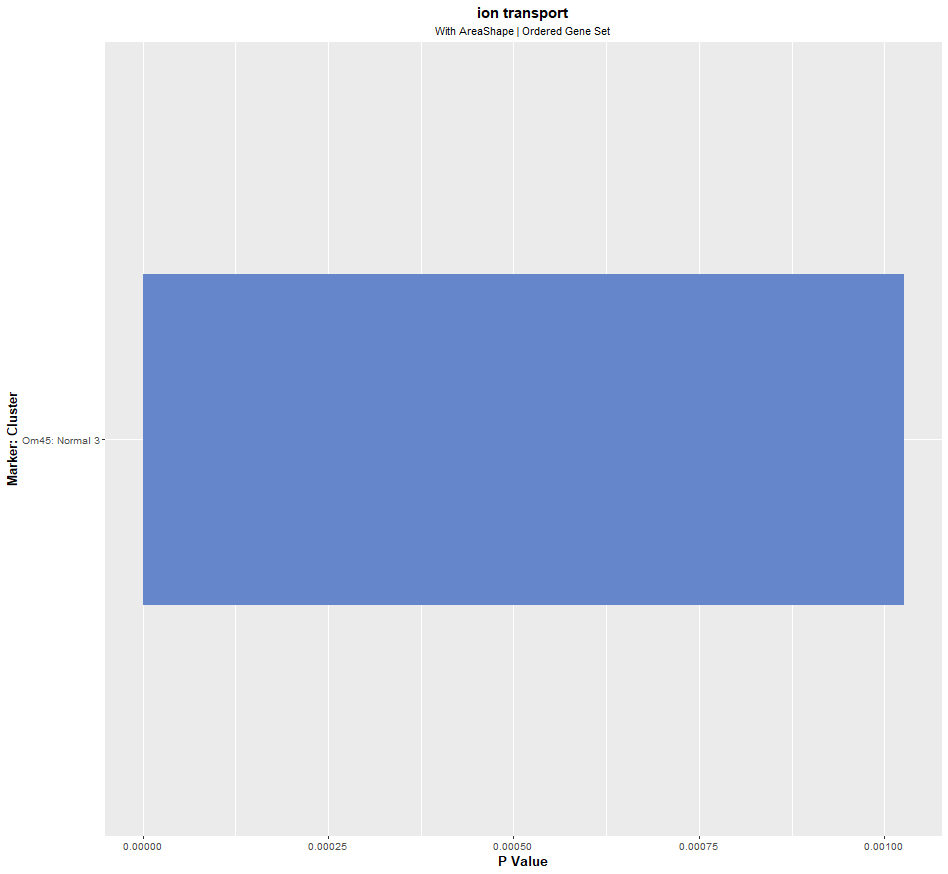 ion transport
With AreaShape | Ordered Gene Set
Marker: Cluster
Om45: Normal 3
0.00000
0.00025
0.00050
0.00075
0.00100
P Value